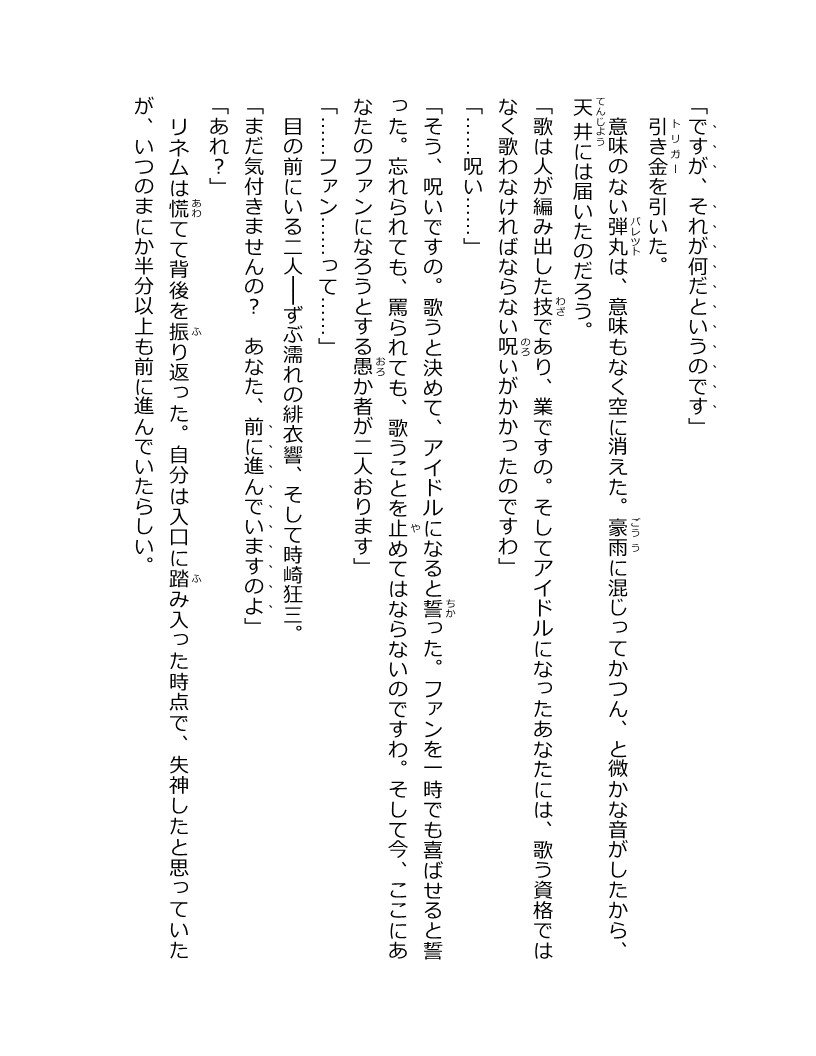 「ですが、それが何だというのです」
引き金を引いた。
意味のない弾丸は、意味もなく空に消えた。豪雨に混じってかつん、と微かな音がしたから、
天井には届いたのだろう。
「歌は人が編み出した技であり、業ですの。そしてアイドルになったあなたには、歌う資格では
なく歌わなければならない呪いがかかったのですわ」
「……呪い……」
「そう、呪いですの。歌うと決めて、アイドルになると誓った。ファンを一時でも喜ばせると誓
った。忘れられても、罵られても、歌うことを止めてはならないのですわ。そして今、ここにあ
なたのファンになろうとする愚か者が二人おります」
「……ファン……って……」
目の前にいる二人――ずぶ濡れの緋衣響、そして時崎狂三。
「まだ気付きませんの？　あなた、前に進んでいますのよ」
「あれ？」
リネムは慌てて背後を振り返った。自分は入口に踏み入った時点で、失神したと思っていた
が、いつのまにか半分以上も前に進んでいたらしい。